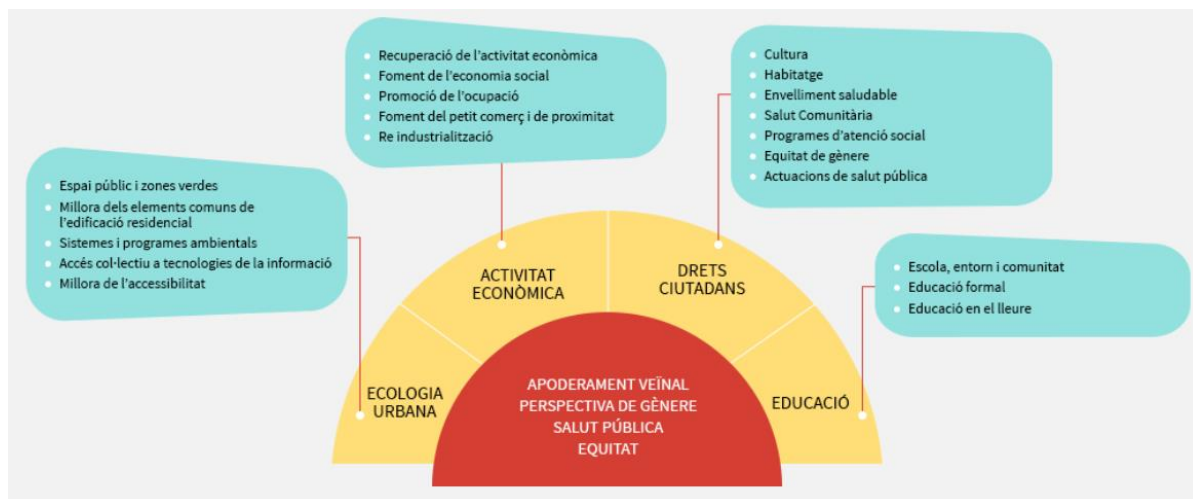 Espai públic i zones verdes
Millora dels elements comuns de
l'edificació residencial
Sistemes i programes ambientals
Accés col·lectiu a tecnologies de la informació
Millora de l'accessibilitat
Recuperació de l'activitat econòmica
Foment de l'economia social
Promoció de l'ocupació
Foment del petit comerç i de proximitat
Re industrialització
Cultura
Habitatge
Envelliment saludable
Salut Comunitària
Programes d'atenció social
Equitat de gènere
Actuacions de salut pública
Escola, entorn i comunitat
Educació formal
Educació en el lleure
ECOLOGIA
URBANA
ACTIVITAT
ECONÒMICA
DRETS
CIUTADANS
EDUCACIÓ
APODERAMENT VEÏNAL
PERSPECTIVA DE GÈNERE
SALUT PÚBLICA
EQUITAT